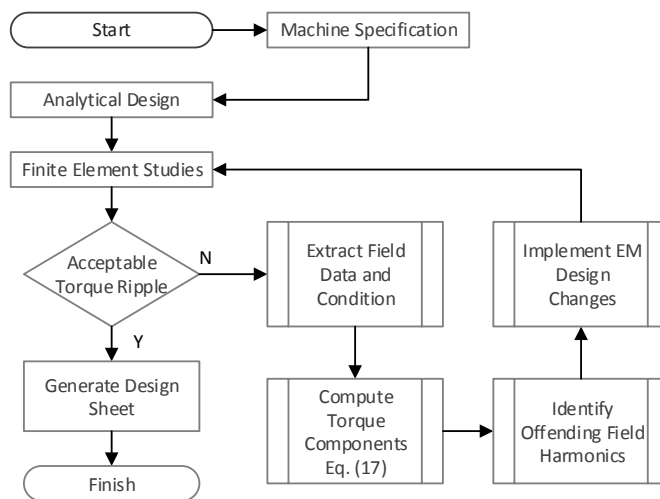 Start
Machine Specification
Analytical Design
Finite Element Studies
Acceptable
Torque Ripple
N
Y
Extract Field
Data and
Condition
Implement EM
Design
Changes
Generate Design
Sheet
Compute
Torque
Components
Eq. (17)
Identify
Offending Field
Harmonics
Finish